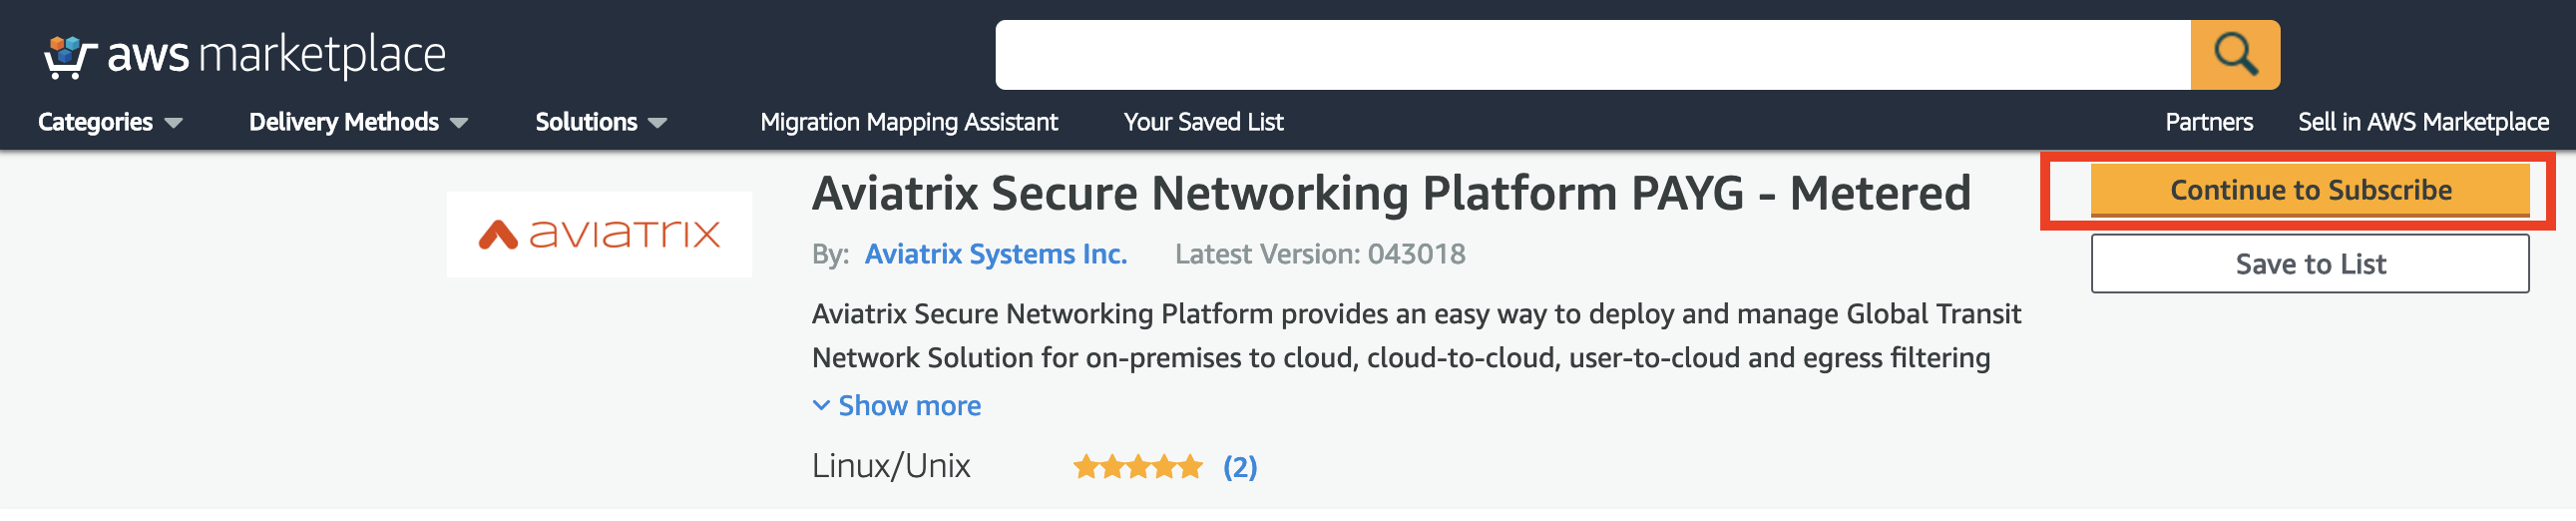 aws marketplace
Categories Delivery Methods Solutions Migration Mapping Assistant Your Saved List Partners Sell in AWS Marketplace
aviatrix
Aviatrix Secure Networking Platform PAYG - Metered
Continue to Subscribe
By: Aviatrix Systems Inc. Latest Version: 043018
Save to List
Aviatrix Secure Networking Platform provides an easy way to deploy and manage Global Transit
Network Solution for on-premises to cloud, cloud-to-cloud, user-to-cloud and egress filtering
Show more
Linux/Unix (2)